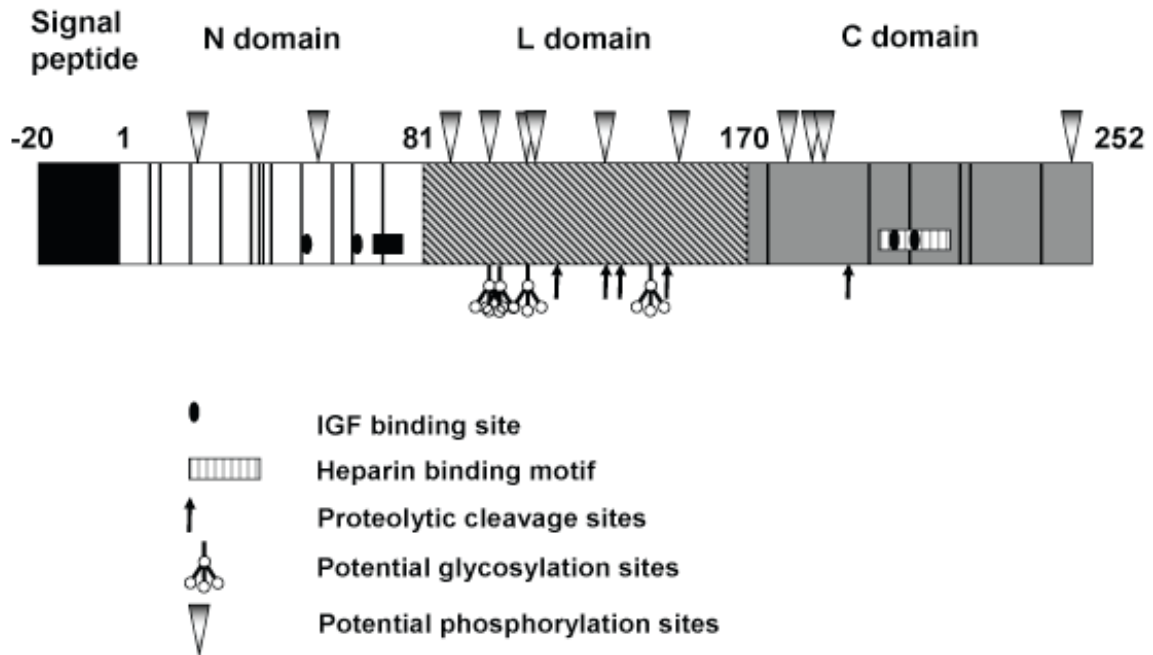 Signal
peptide
N domain
L domain
C domain
-20
1
81
170
252
IGF binding site
Heparin binding motif
Proteolytic cleavage sites
Potential glycosylation sites
Potential phosphorylation sites